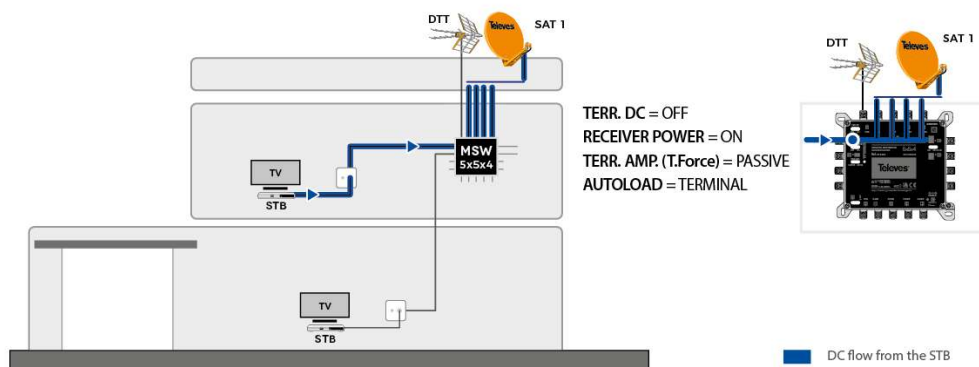 DTT
Televes
SAT 1
TERR. DC = OFF
RECEIVER POWER = ON
TERR. AMP. (T.Force) = PASSIVE
AUTOLOAD = TERMINAL
MSW
5x5x4
TV
STB
TV
STB
DTT
Televes
SAT 1
Televes
DC flow from the STB